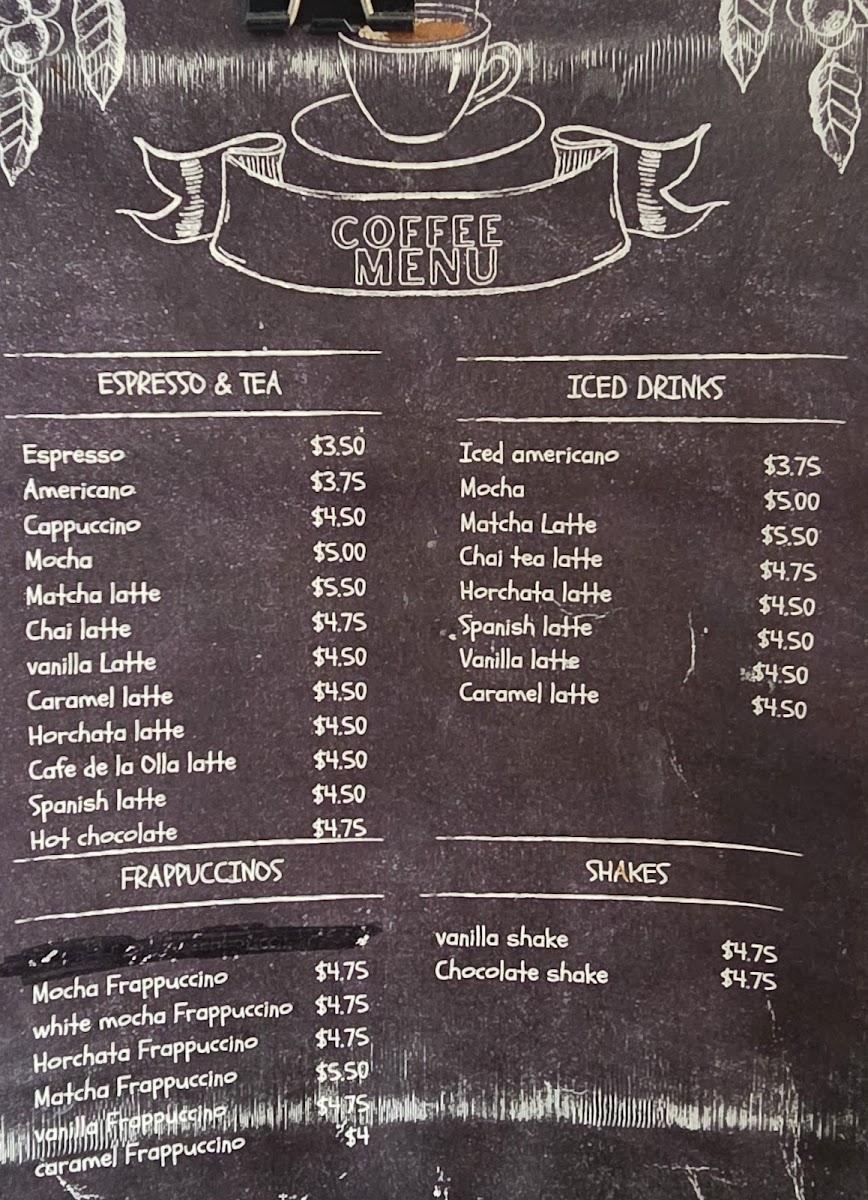 COFFEE
MENU
ESPRESSO & TEA
Espresso $3.50
Americano $3.75
Cappuccino $4.50
Mocha $5.00
Matcha latte $5.50
Chai latte $4.75
vanilla Latte $4.50
Caramel latte $4.50
Horchata latte $4.50
Cafe de la Olla latte $4.50
Spanish latte $4.50
Hot chocolate $4.75
ICED DRINKS
Iced americano $3.75
Mocha $5.00
Matcha Latte $5.50
Chai tea latte $4.75
Horchata latte $4.50
Spanish latte $4.50
Vanilla latte $4.50
Caramel latte $4.50
FRAPPUCCINOS
Mocha Frappuccino $4.75
white mocha Frappuccino $4.75
Horchata Frappuccino $4.75
Matcha Frappuccino $5.50
vanilla Frappuccino $4.75
caramel Frappuccino $4
SHAKES
vanilla shake $4.75
Chocolate shake $4.75